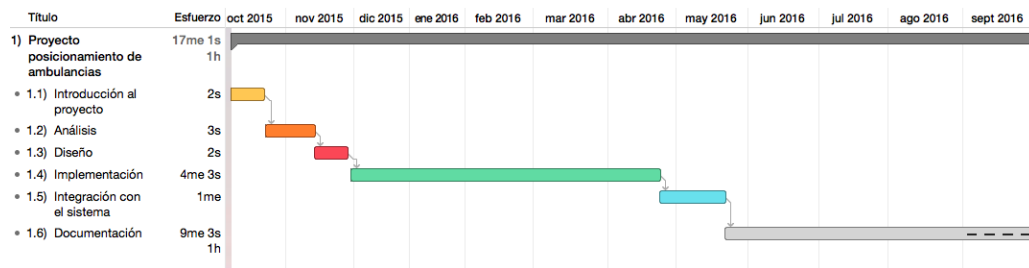 Título Esfuerzo oct 2015 nov 2015 dic 2015 ene 2016 feb 2016 mar 2016 abr 2016 may 2016 jun 2016 jul 2016 ago 2016 sept 2016
1) Proyecto 17me 1s
posicionamiento de 1h
ambulancias
• 1.1) Introducción al 2s
proyecto
• 1.2) Análisis 3s
• 1.3) Diseño 2s
• 1.4) Implementación 4me 3s
• 1.5) Integración con 1me
el sistema
• 1.6) Documentación 9me 3s
1h